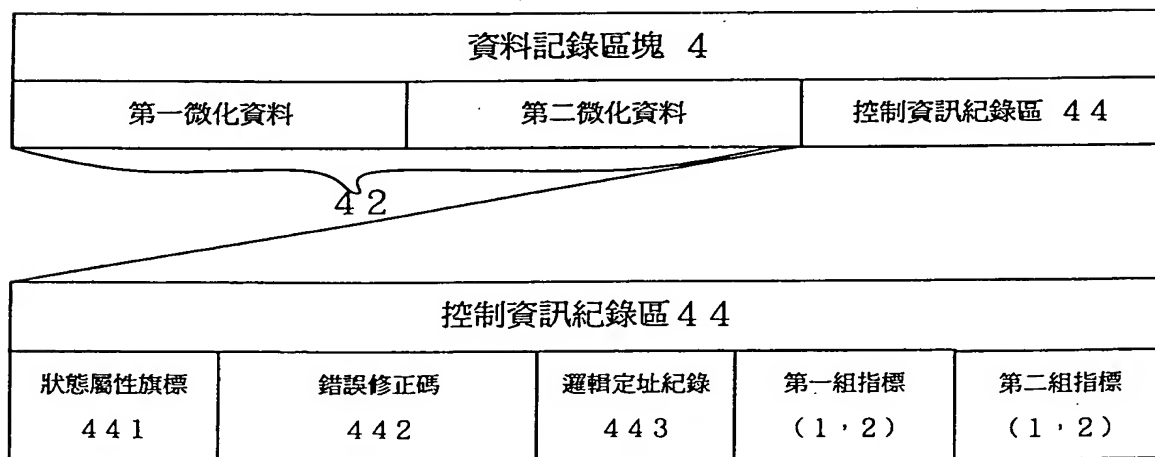 資料記錄區塊 4
第一微化資料 第二微化資料 控制資訊紀錄區 44
42
控制資訊紀錄區44
狀態屬性旗標 錯誤修正碼 邏輯定址紀錄 第一組指標 第二組指標
441 442 443 (1,2) (1,2)